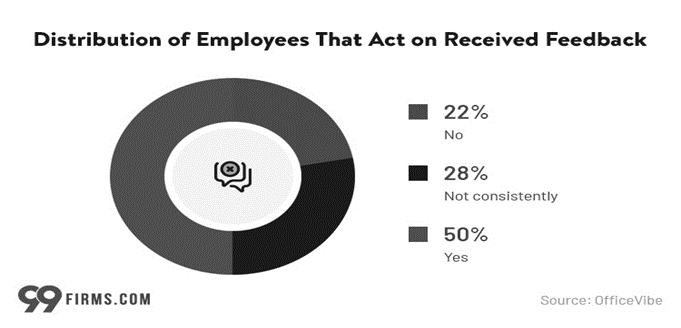 Distribution of Employees That Act on Received Feedback
22%
No
28%
Not consistently
50%
Yes
99FIRMS.COM
Source: OfficeVibe